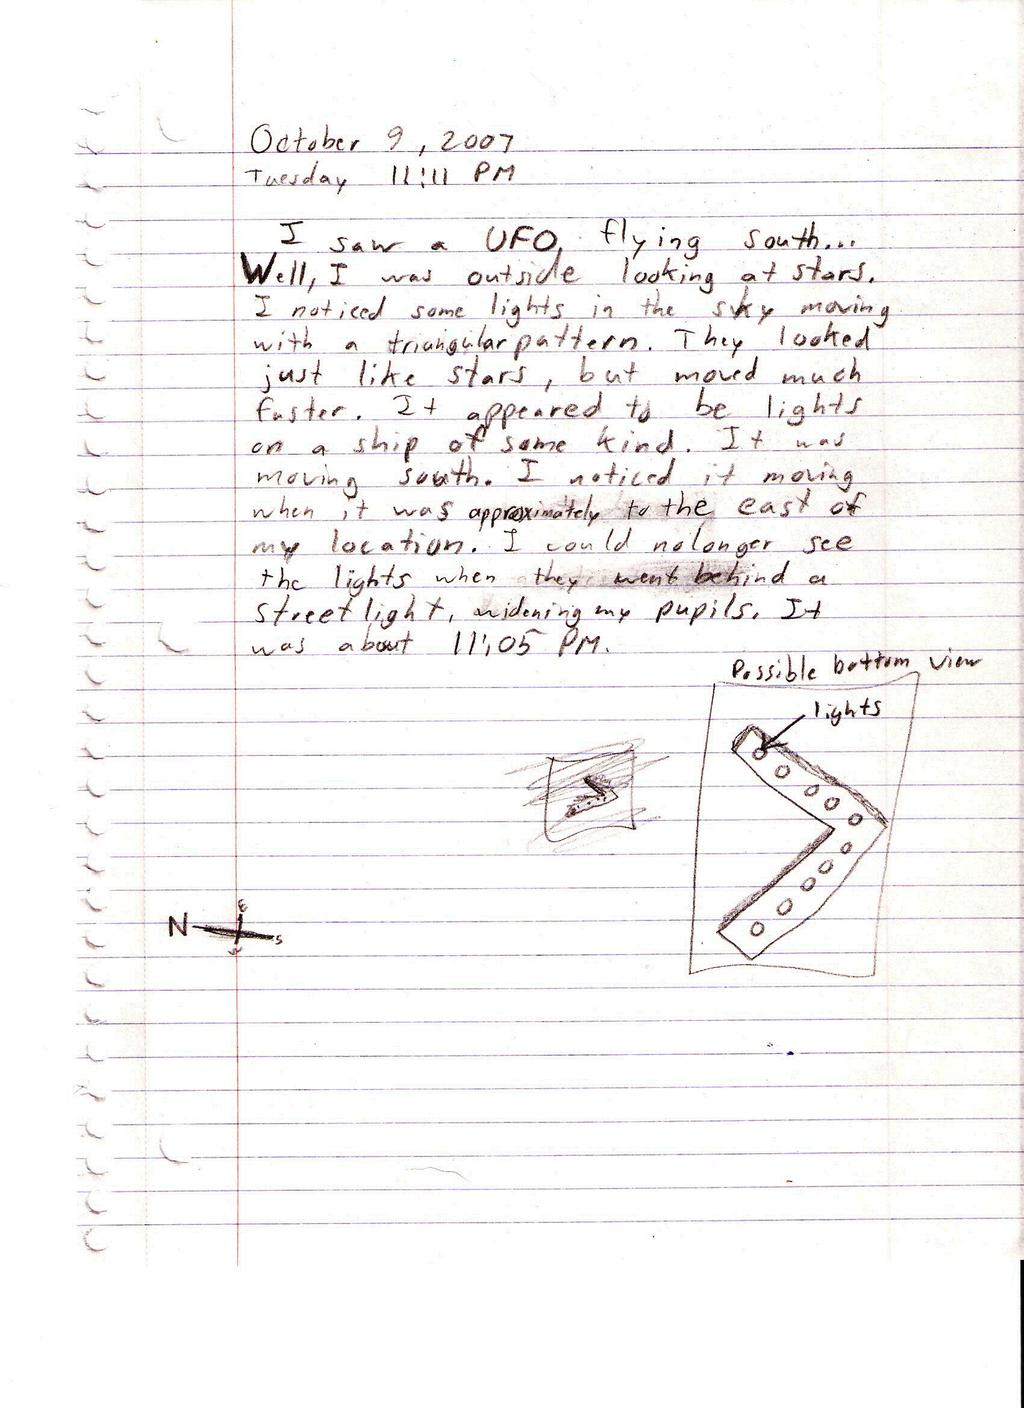 October 9, 2007
Tuesday 11:11 PM
I saw a UFO, flying south...
Well, I was outside looking at stars.
I noticed some lights in the sky moving
with a triangular pattern. They looked
just like stars, but moved much
faster. It appeared to be lights
on a ship of some kind. It was
moving south. I noticed it moving
when it was approximately to the east of
my location. I could nolonger see
the lights when they went behind a
streetlight, widening my pupils. It
was about 11:05 PM.
Possible bottom view
lights
E
N S
W